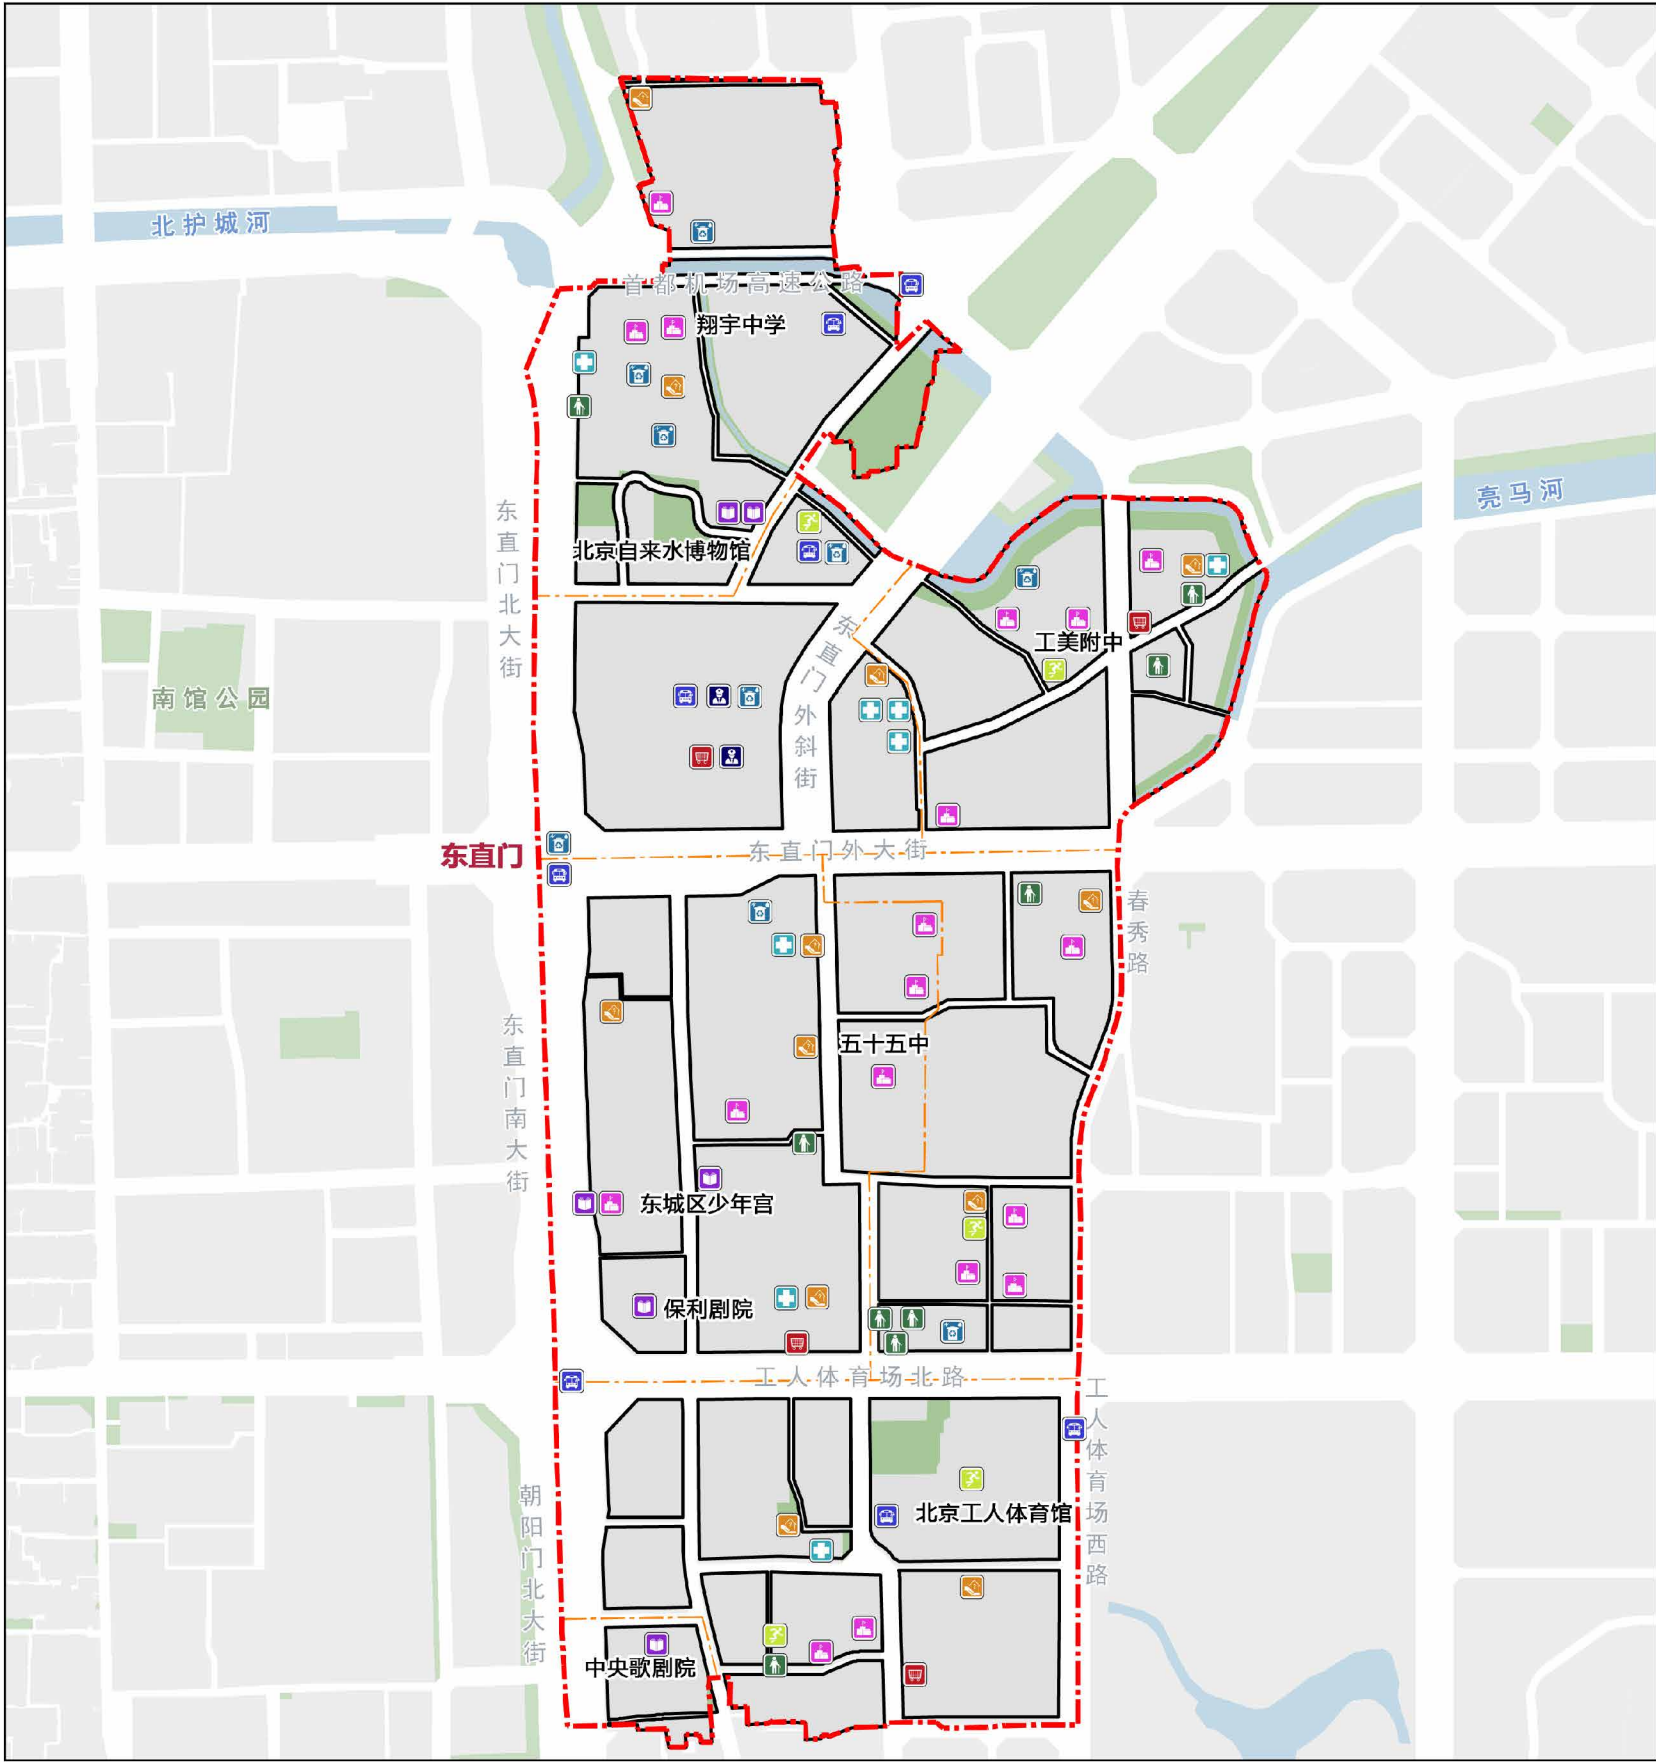 北护城河
首都机场高速公路
翔宇中学
亮马河
东直门北大街
北京自来水博物馆
东直门外斜街
工美附中
南馆公园
东直门
东直门外大街
春秀路
东直门南大街
五十五中
东城区少年宫
保利剧院
工人体育场北路
工人体育场西路
朝阳门北大街
北京工人体育馆
中央歌剧院